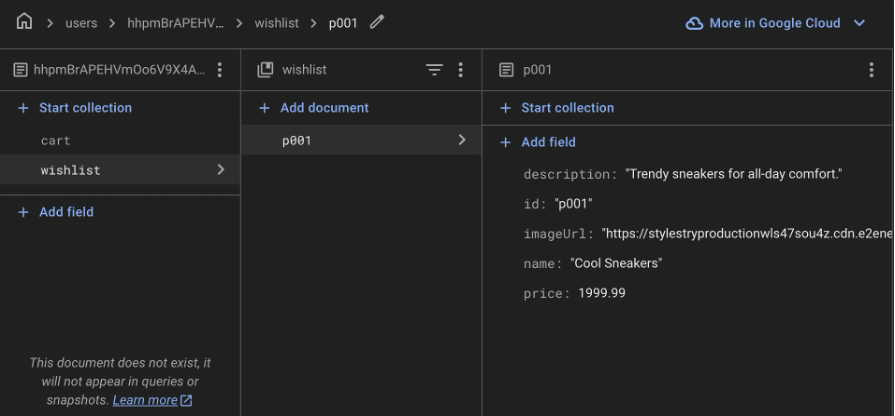 users
hhpmBrAPEHV...
wishlist
p001
More in Google Cloud
hhpmBrAPEHVmOo6V9X4A...
wishlist
p001
Start collection
Add document
Start collection
cart
wishlist
Add field
p001
Add field
description: "Trendy sneakers for all-day comfort."
id: "p001"
imageUrl: "https://stylestryproductionwls47sou4z.cdn.e2ene
name: "Cool Sneakers"
price: 1999.99
This document does not exist, it
will not appear in queries or
snapshots. Learn more